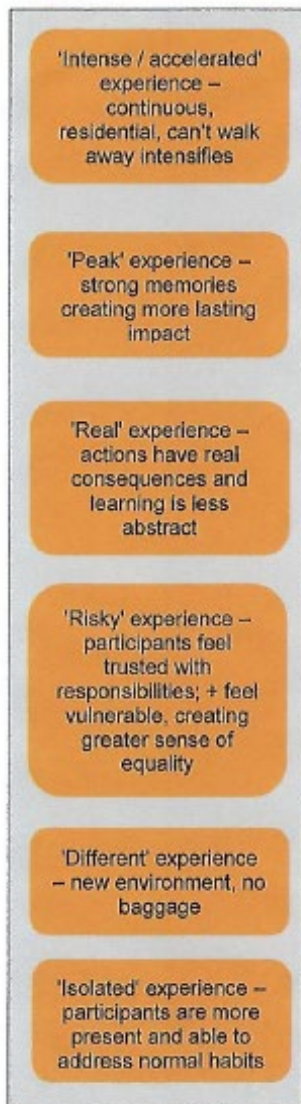 'Intense / accelerated'
experience –
continuous,
residential, can't walk
away intensifies
'Peak' experience –
strong memories
creating more lasting
impact
'Real' experience –
actions have real
consequences and
learning is less
abstract
'Risky' experience –
participants feel
trusted with
responsibilities; + feel
vulnerable, creating
greater sense of
equality
'Different' experience
– new environment, no
baggage
'Isolated' experience –
participants are more
present and able to
address normal habits